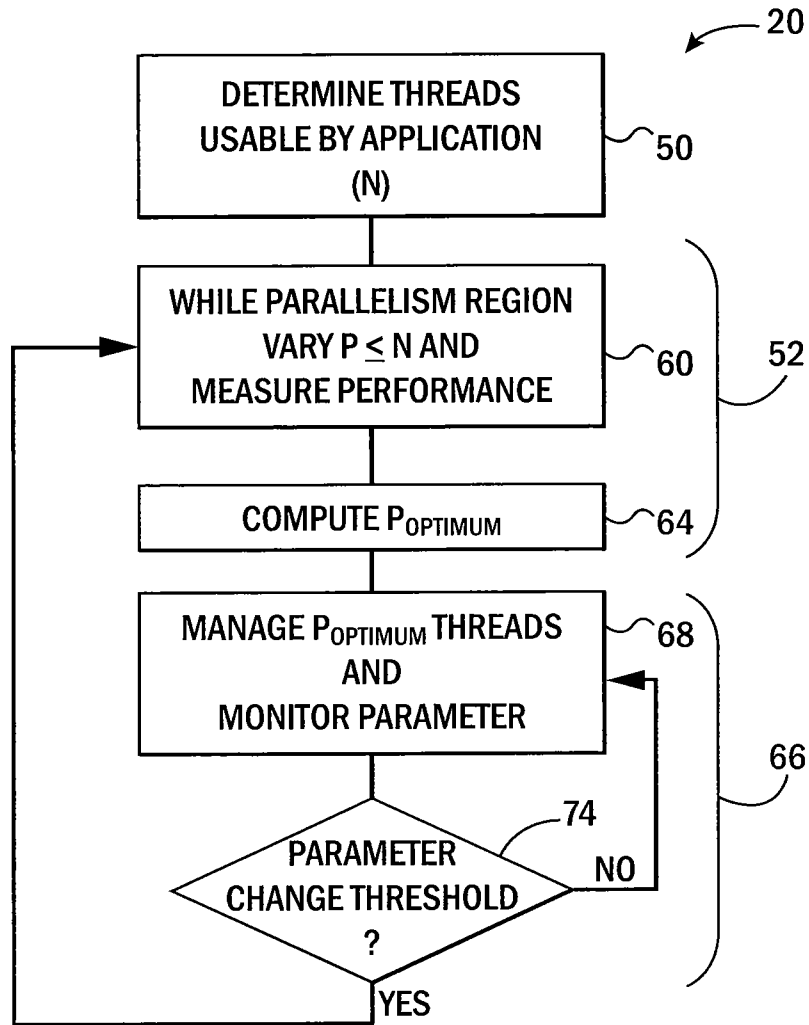 20
DETERMINE THREADS
USABLE BY APPLICATION
(N)
50
WHILE PARALLELISM REGION
VARY P ≤ N AND
MEASURE PERFORMANCE
60
52
COMPUTE POPTIMUM
64
MANAGE POPTIMUM THREADS
AND
MONITOR PARAMETER
68
66
PARAMETER
CHANGE THRESHOLD
?
74
NO
YES